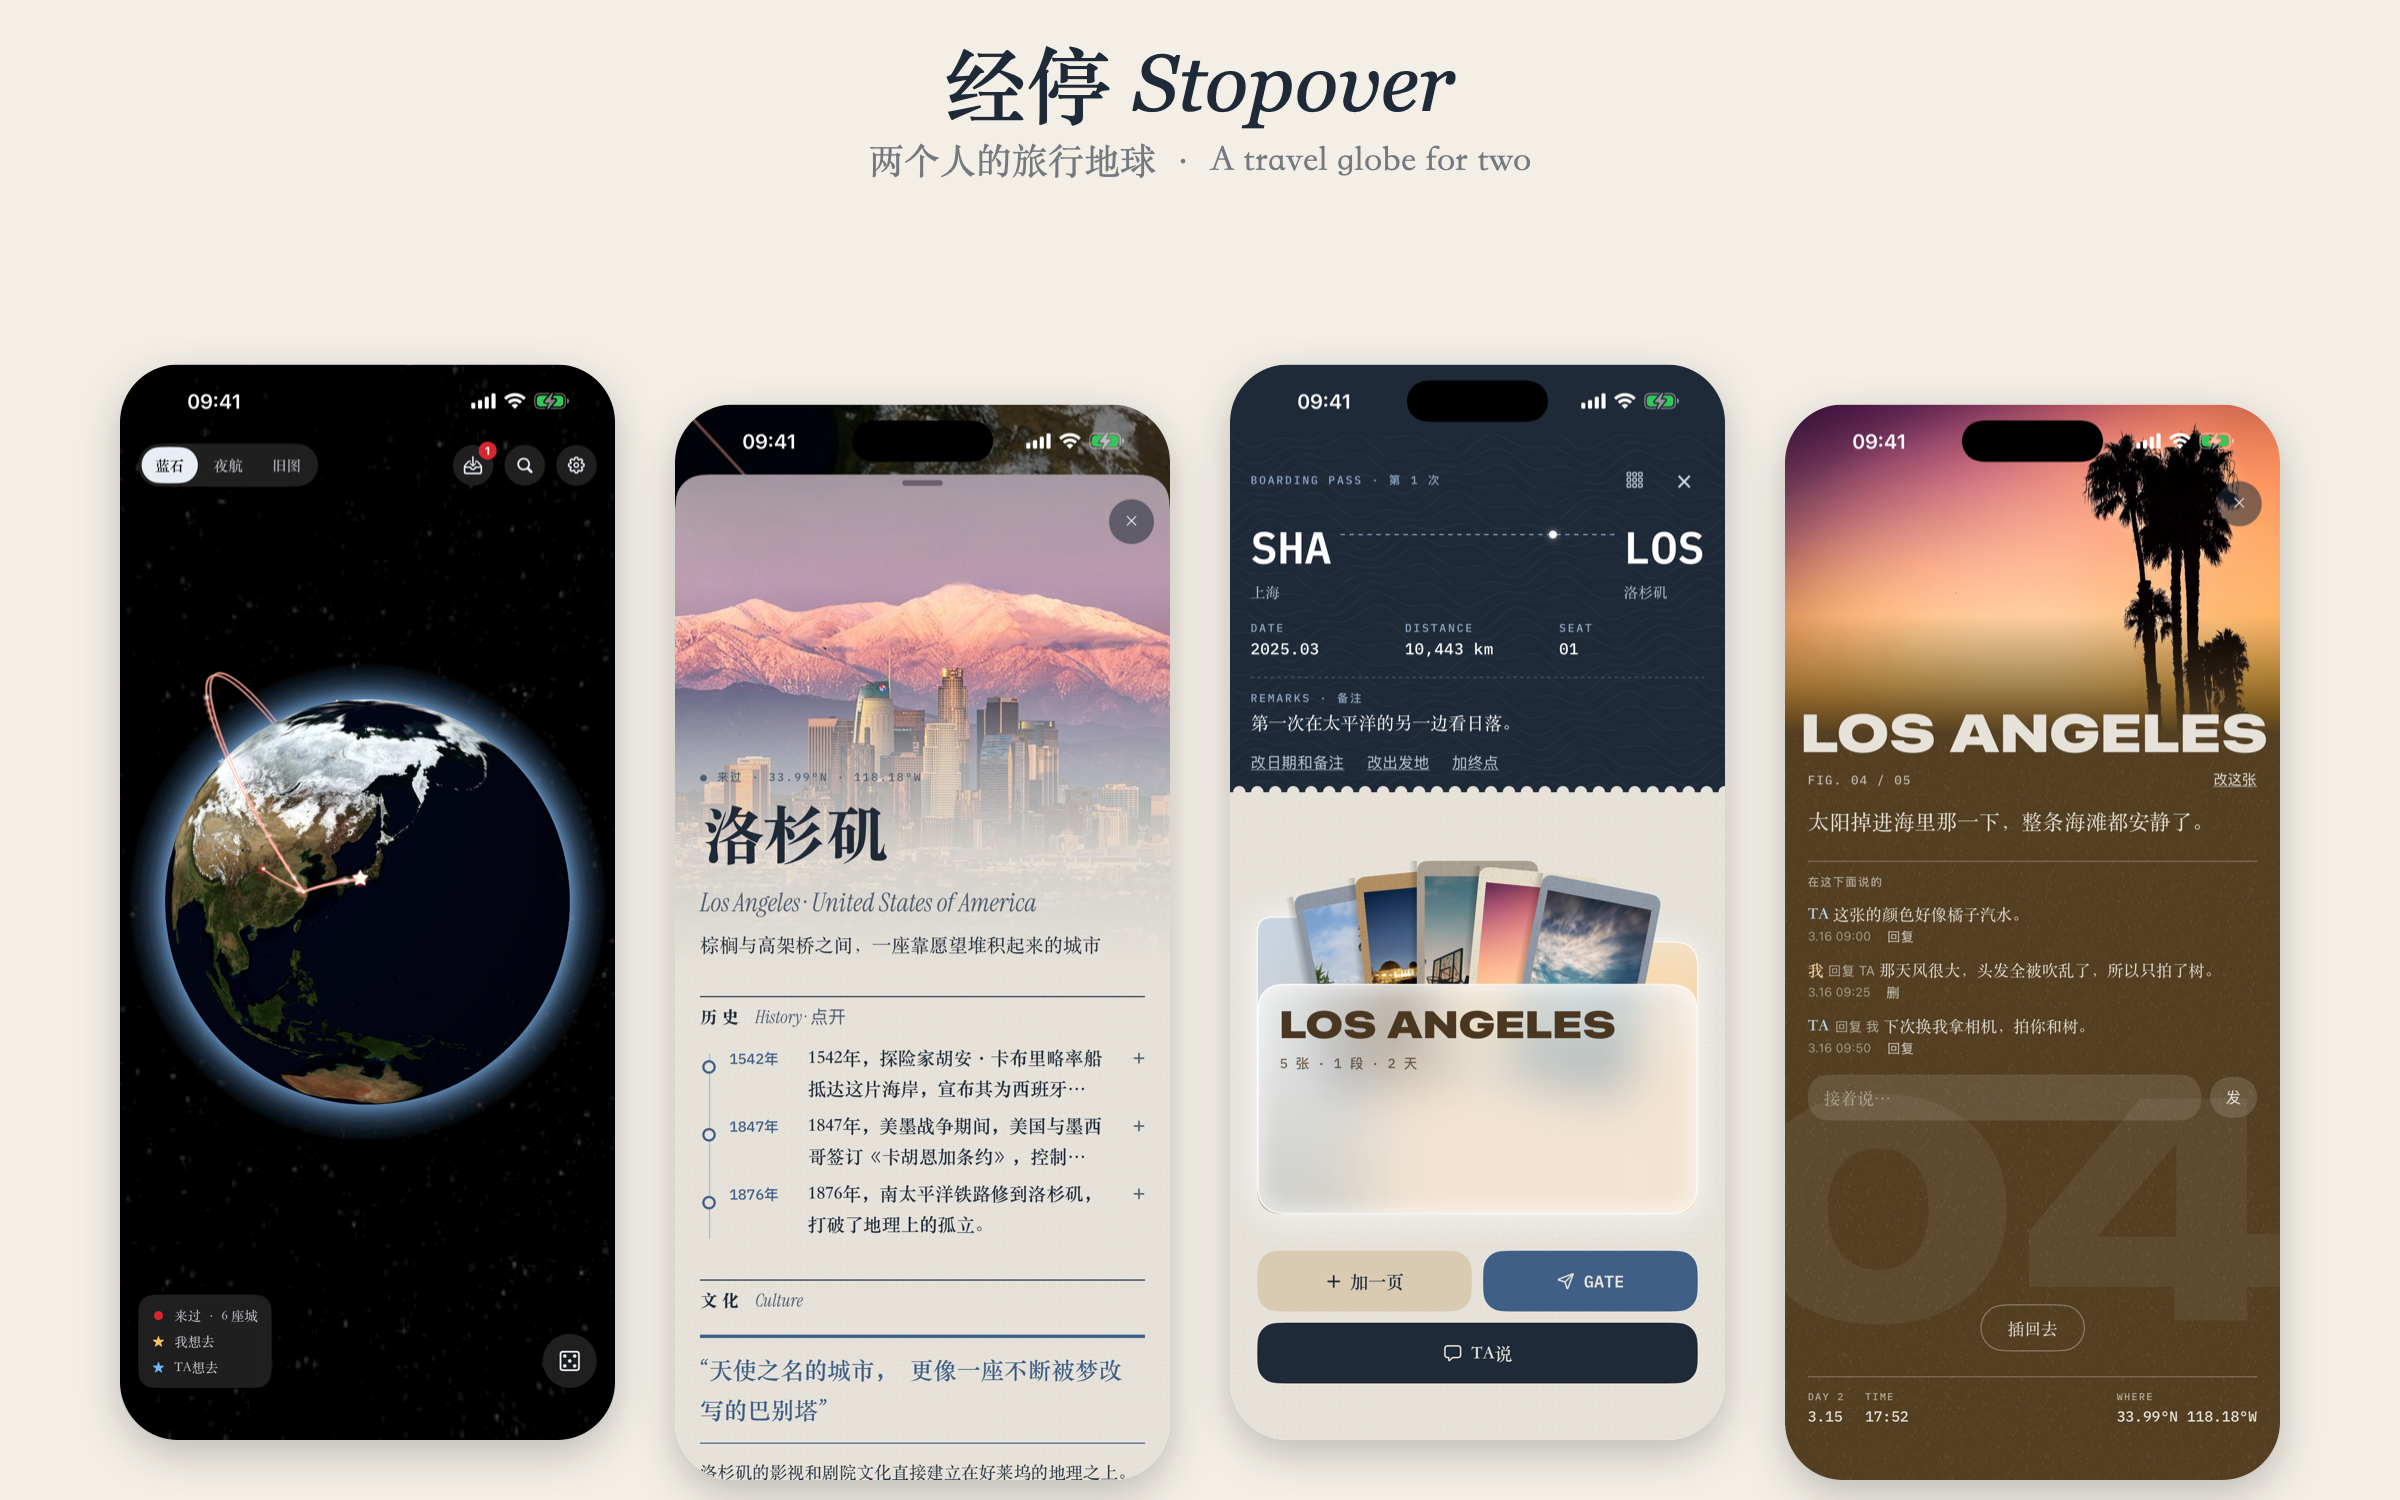 经停 Stopover
两个人的旅行地球 · A travel globe for two
09:41
蓝石 夜航 旧图
1
来过 · 6 座城
我想去
TA想去
09:41
来过 · 33.99°N · 118.18°W
洛杉矶
Los Angeles · United States of America
棕榈与高架桥之间，一座靠愿望堆积起来的城市
历史 History · 点开
1542年 1542年，探险家胡安·卡布里略率船 +
抵达这片海岸，宣布其为西班牙…
1847年 1847年，美墨战争期间，美国与墨西 +
哥签订《卡胡恩加条约》，控制…
1876年 1876年，南太平洋铁路修到洛杉矶， +
打破了地理上的孤立。
文化 Culture
“天使之名的城市， 更像一座不断被梦改
写的巴别塔”
洛杉矶的影视和剧院文化直接建立在好莱坞的地理之上。
09:41
BOARDING PASS · 第 1 次
SHA LOS
上海 洛杉矶
DATE DISTANCE SEAT
2025.03 10,443 km 01
REMARKS · 备注
第一次在太平洋的另一边看日落。
改日期和备注 改出发地 加终点
LOS ANGELES
5 张 · 1 段 · 2 天
+ 加一页 GATE
TA说
09:41
LOS ANGELES
FIG. 04 / 05 改这张
太阳掉进海里那一下，整条海滩都安静了。
在这下面说的
TA 这张的颜色好像橘子汽水。
3.16 09:00 回复
我 回复 TA 那天风很大，头发全被吹乱了，所以只拍了树。
3.16 09:25 删
TA 回复 我 下次换我拿相机，拍你和树。
3.16 09:50 回复
接着说… 发
04
插回去
DAY 2 TIME WHERE
3.15 17:52 33.99°N 118.18°W